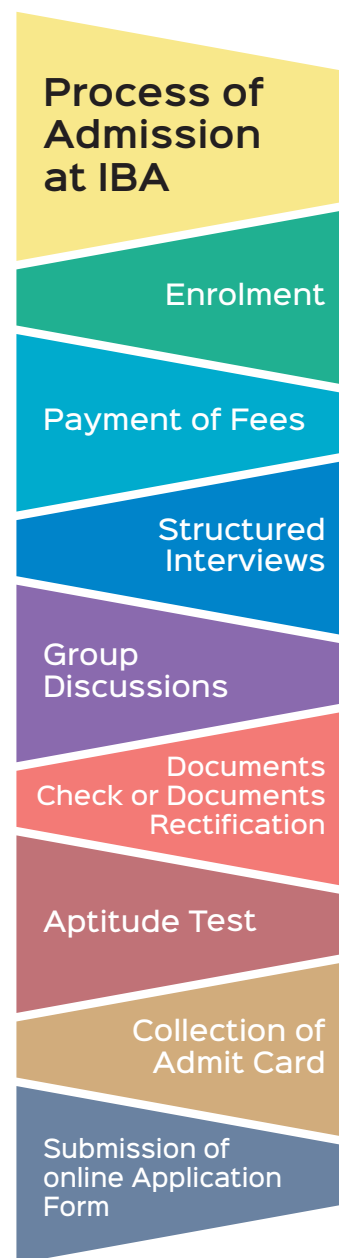 Process of
Admission
at IBA
Enrolment
Payment of Fees
Structured
Interviews
Group
Discussions
Documents
Check or Documents
Rectification
Aptitude Test
Collection of
Admit Card
Submission of
online Application
Form